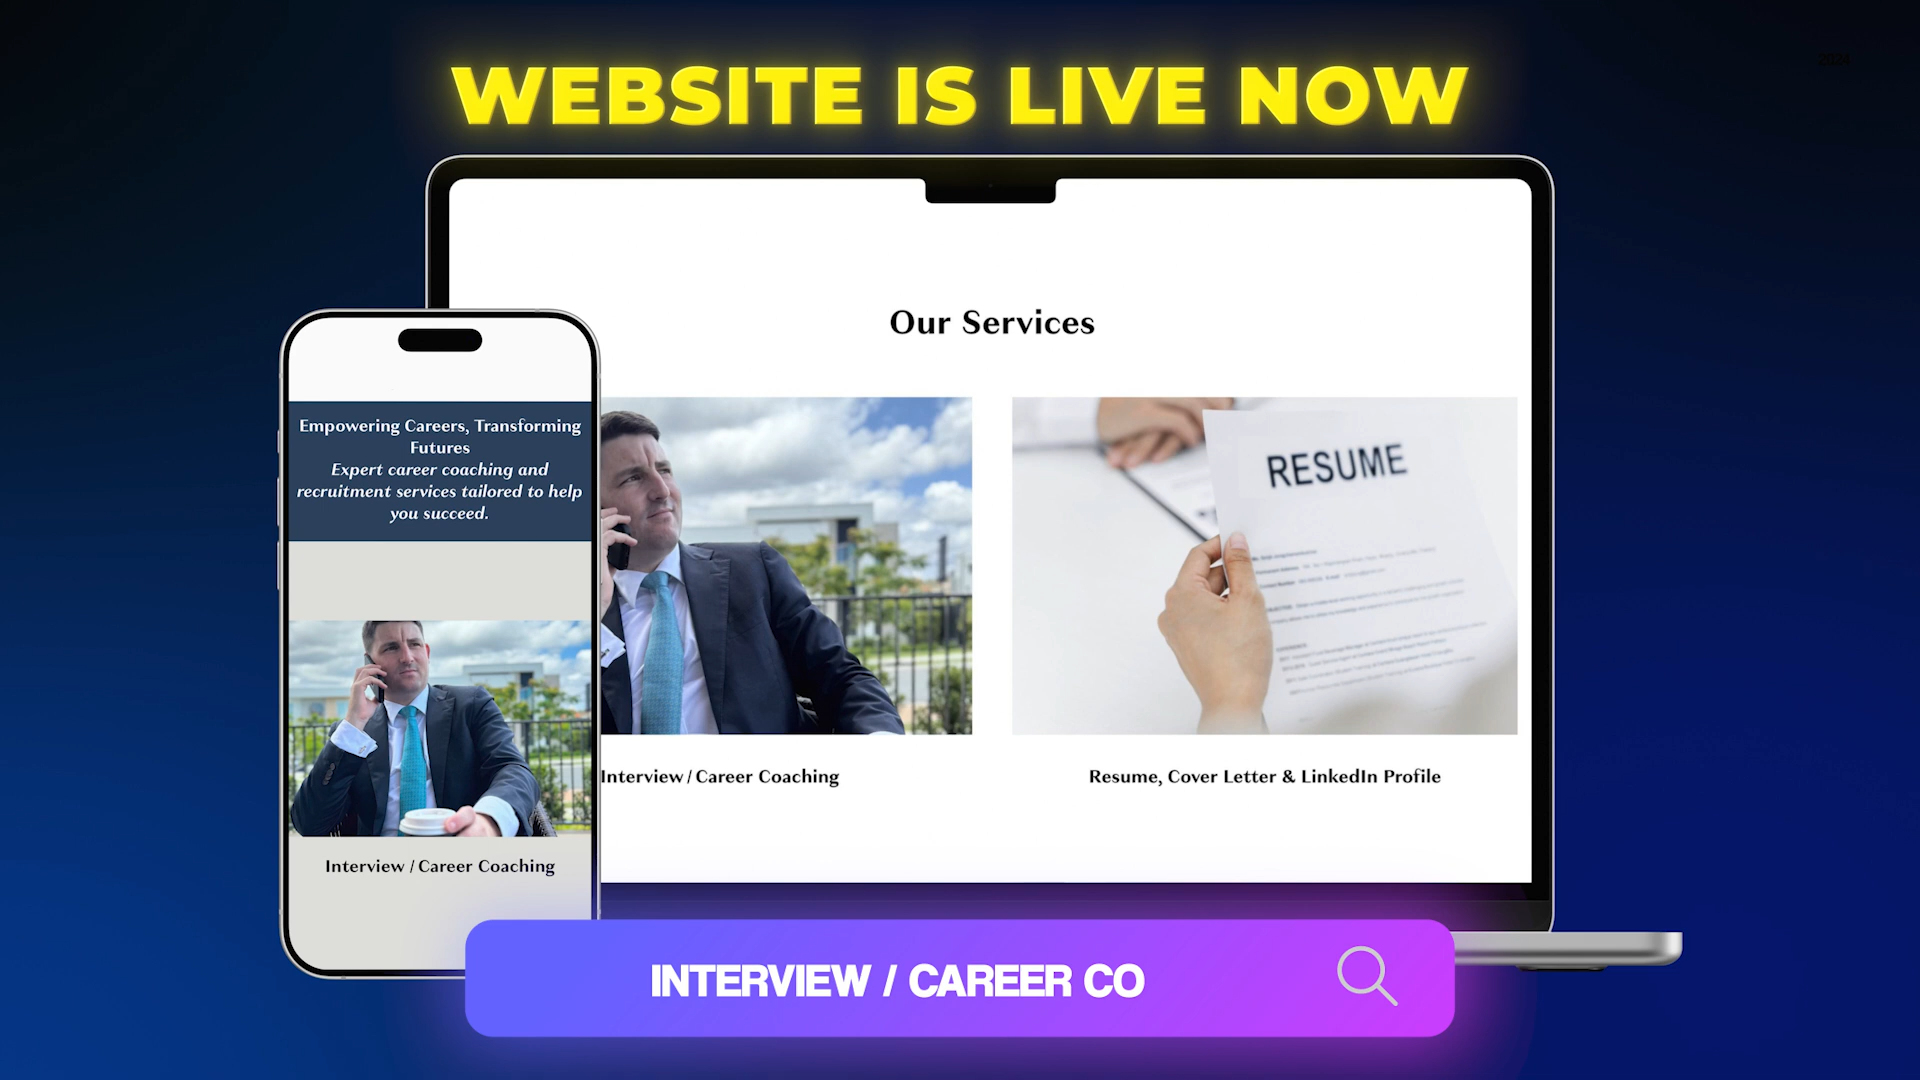 WEBSITE IS LIVE NOW
Our Services
Empowering Careers, Transforming
Futures
Expert career coaching and
recruitment services tailored to help
you succeed.
RESUME
Interview / Career Coaching
Resume, Cover Letter & LinkedIn Profile
Interview / Career Coaching
INTERVIEW / CAREER CO